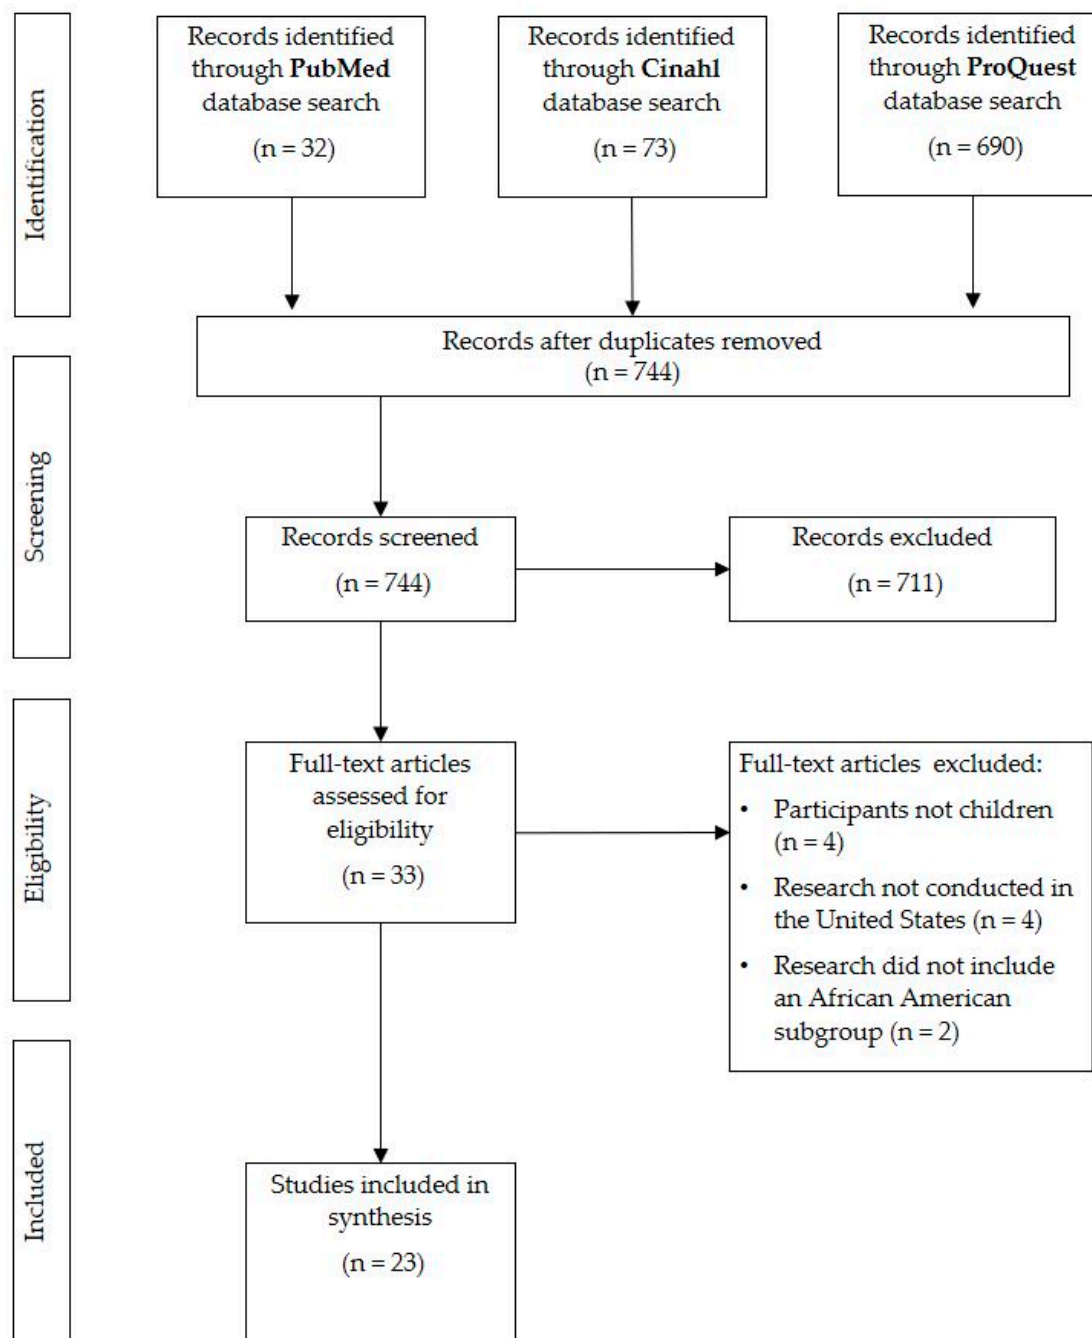 Identification
Records identified
through PubMed
database search
(n = 32)
Records identified
through Cinahl
database search
(n = 73)
Records identified
through ProQuest
database search
(n = 690)
Records after duplicates removed
(n = 744)
Screening
Records screened
(n = 744)
Records excluded
(n = 711)
Eligibility
Full-text articles
assessed for
eligibility
(n = 33)
Full-text articles excluded:
• Participants not children
(n = 4)
• Research not conducted in
the United States (n = 4)
• Research did not include
an African American
subgroup (n = 2)
Included
Studies included in
synthesis
(n = 23)